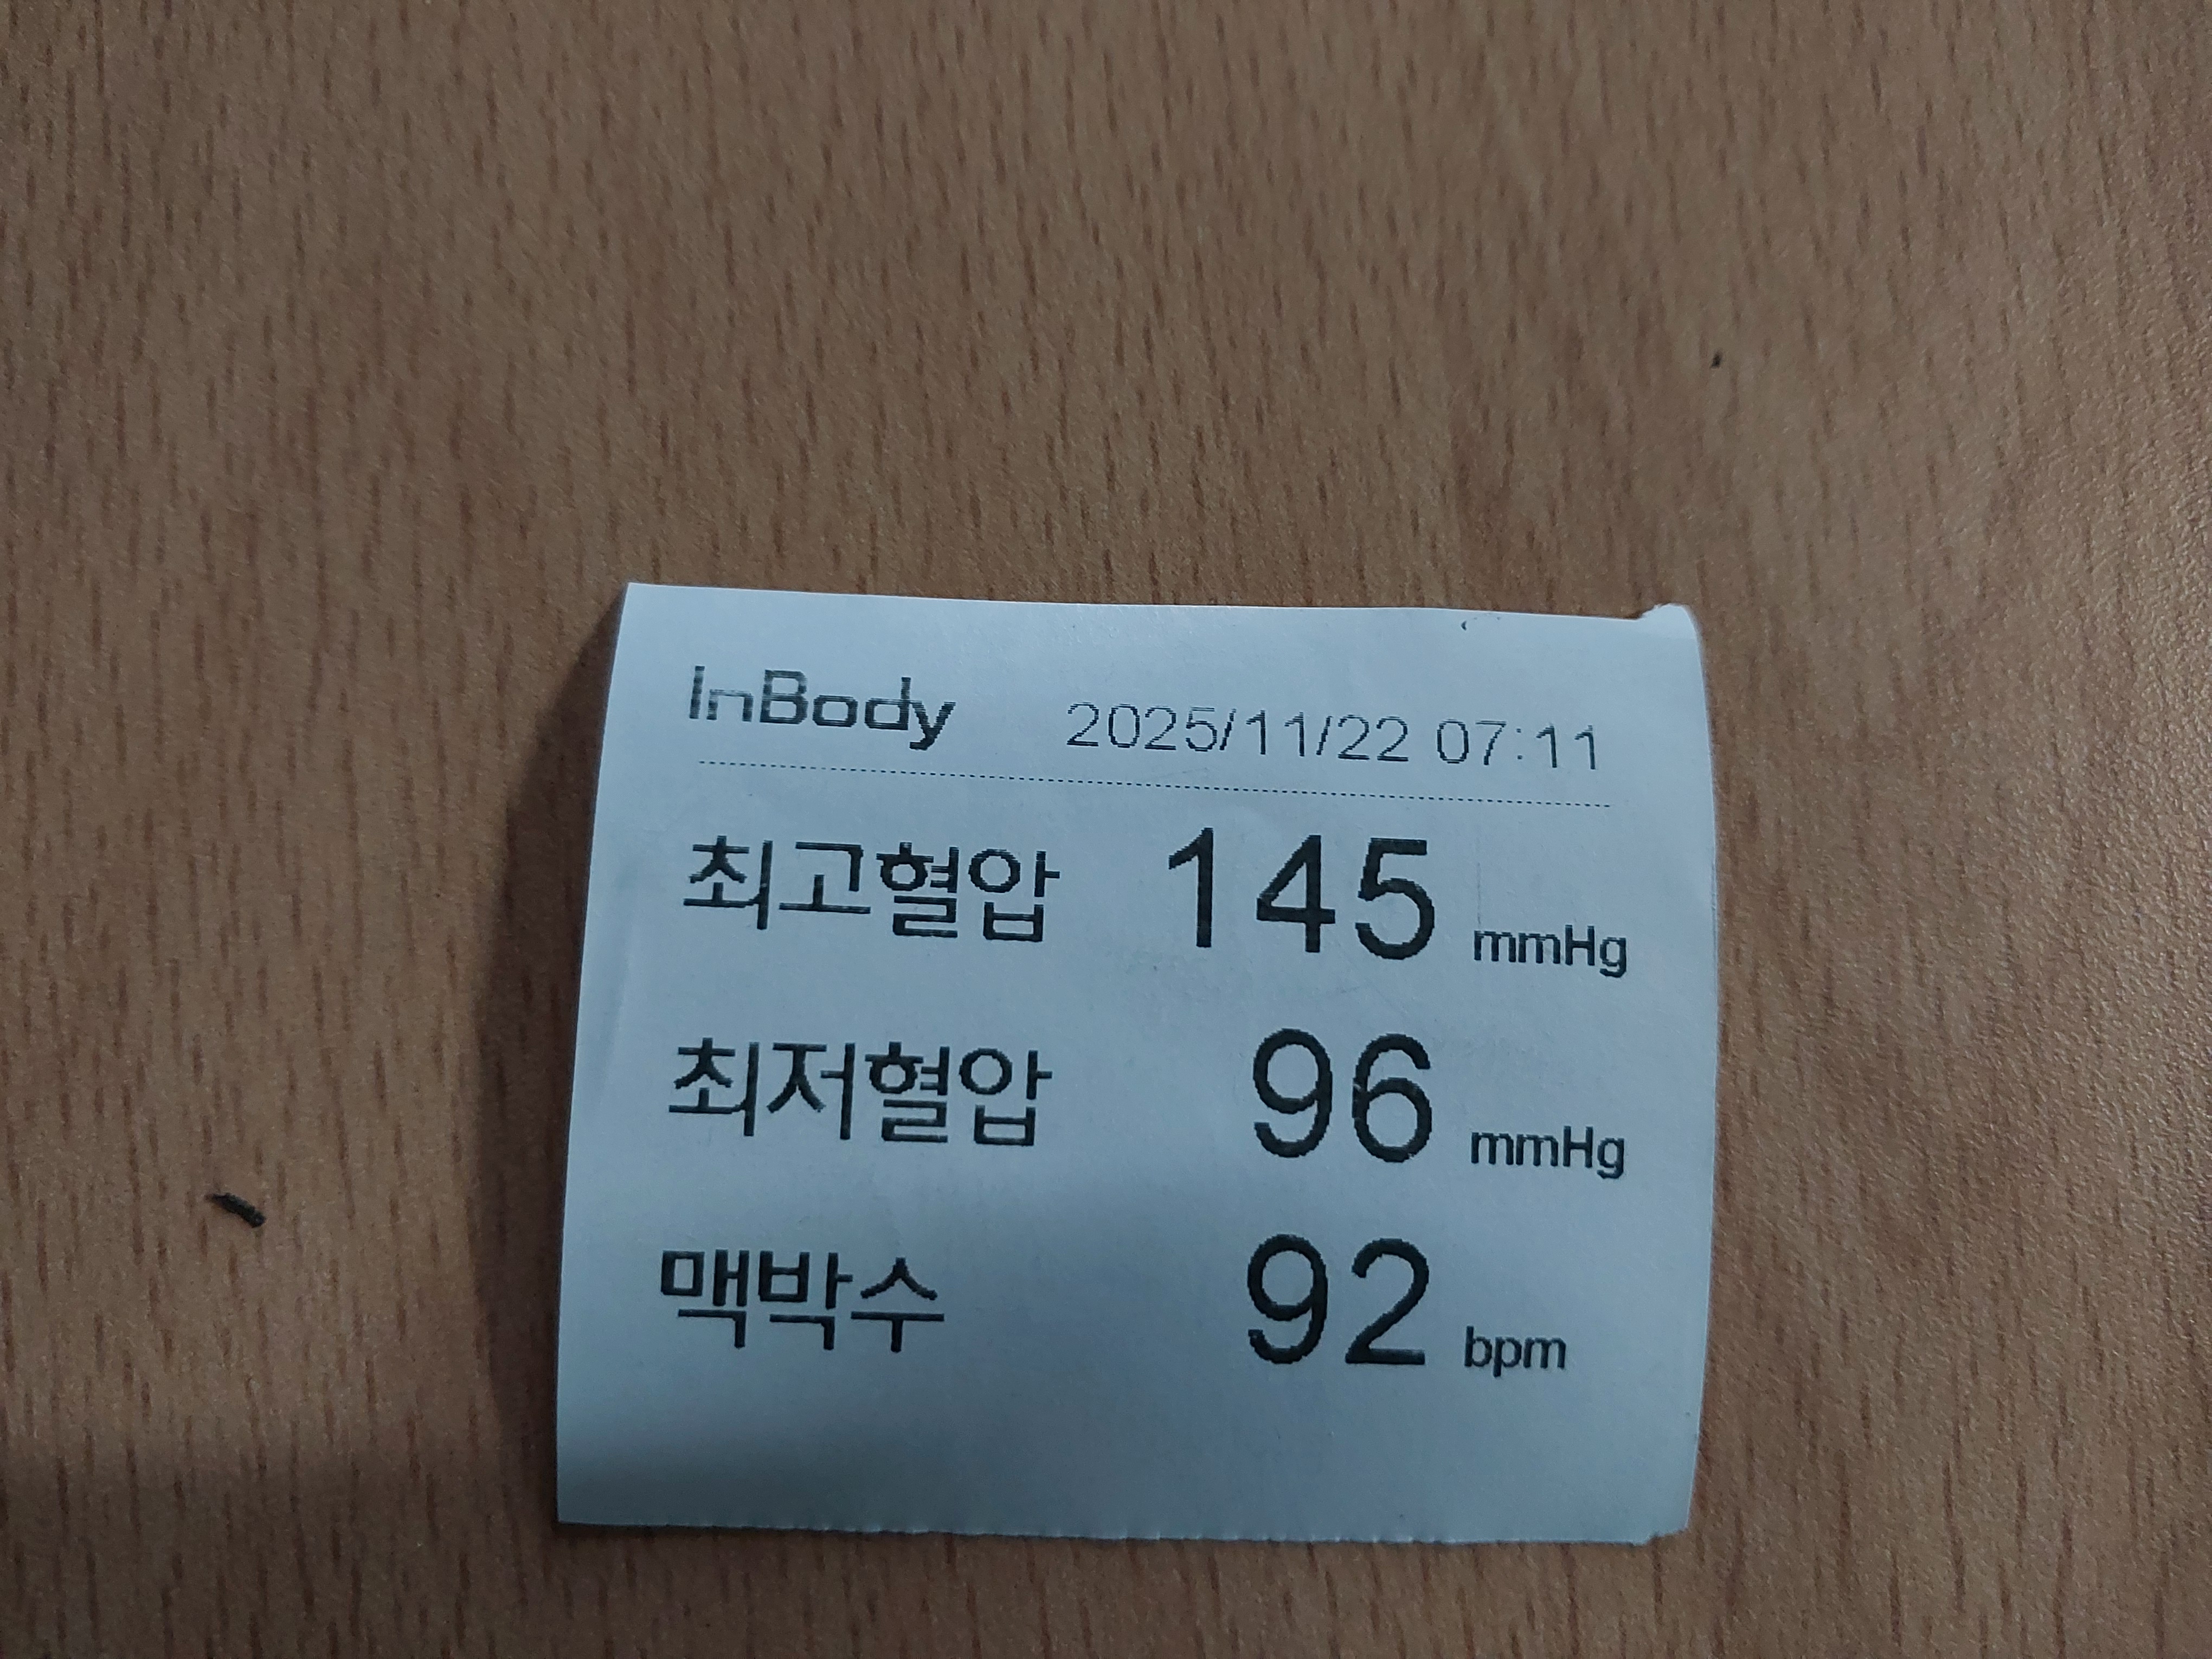 InBody 2025/11/22 07:11
최고혈압 145 mmHg
최저혈압 96 mmHg
맥박수 92 bpm